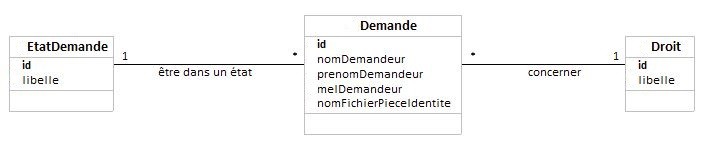 EtatDemande
id
libelle
1
être dans un état
*
Demande
id
nomDemandeur
prenomDemandeur
melDemandeur
nomFichierPieceIdentite
*
concerner
1
Droit
id
libelle